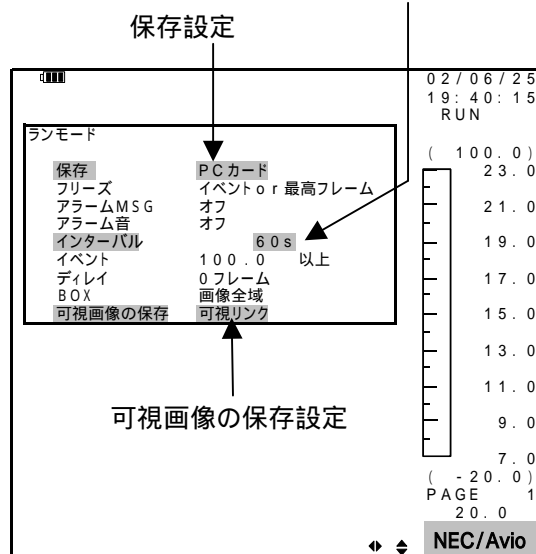 保存設定
02/06/25
19:40:15
RUN
ランモード
保存 PCカード
フリーズ イベントor最高フレーム
アラームMSG オフ
アラーム音 オフ
インターバル 60s
イベント 100.0 以上
ディレイ 0フレーム
BOX 画像全域
可視画像の保存 可視リンク
( 100.0)
23.0
21.0
19.0
17.0
15.0
13.0
11.0
9.0
7.0
( -20.0)
PAGE 1
20.0
可視画像の保存設定
NEC/Avio